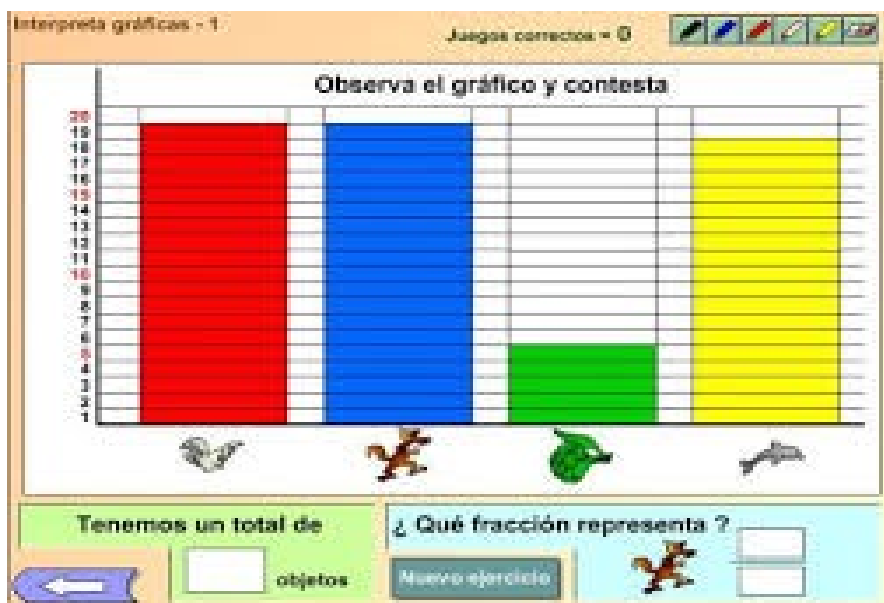 Interpreta gráficas - 1
Juegos correctos = 0
Observa el gráfico y contesta
20
19
18
17
16
15
14
13
12
11
10
9
8
7
6
5
4
3
2
1
Tenemos un total de
objetos
¿ Qué fracción representa ?
Nuevo ejercicio